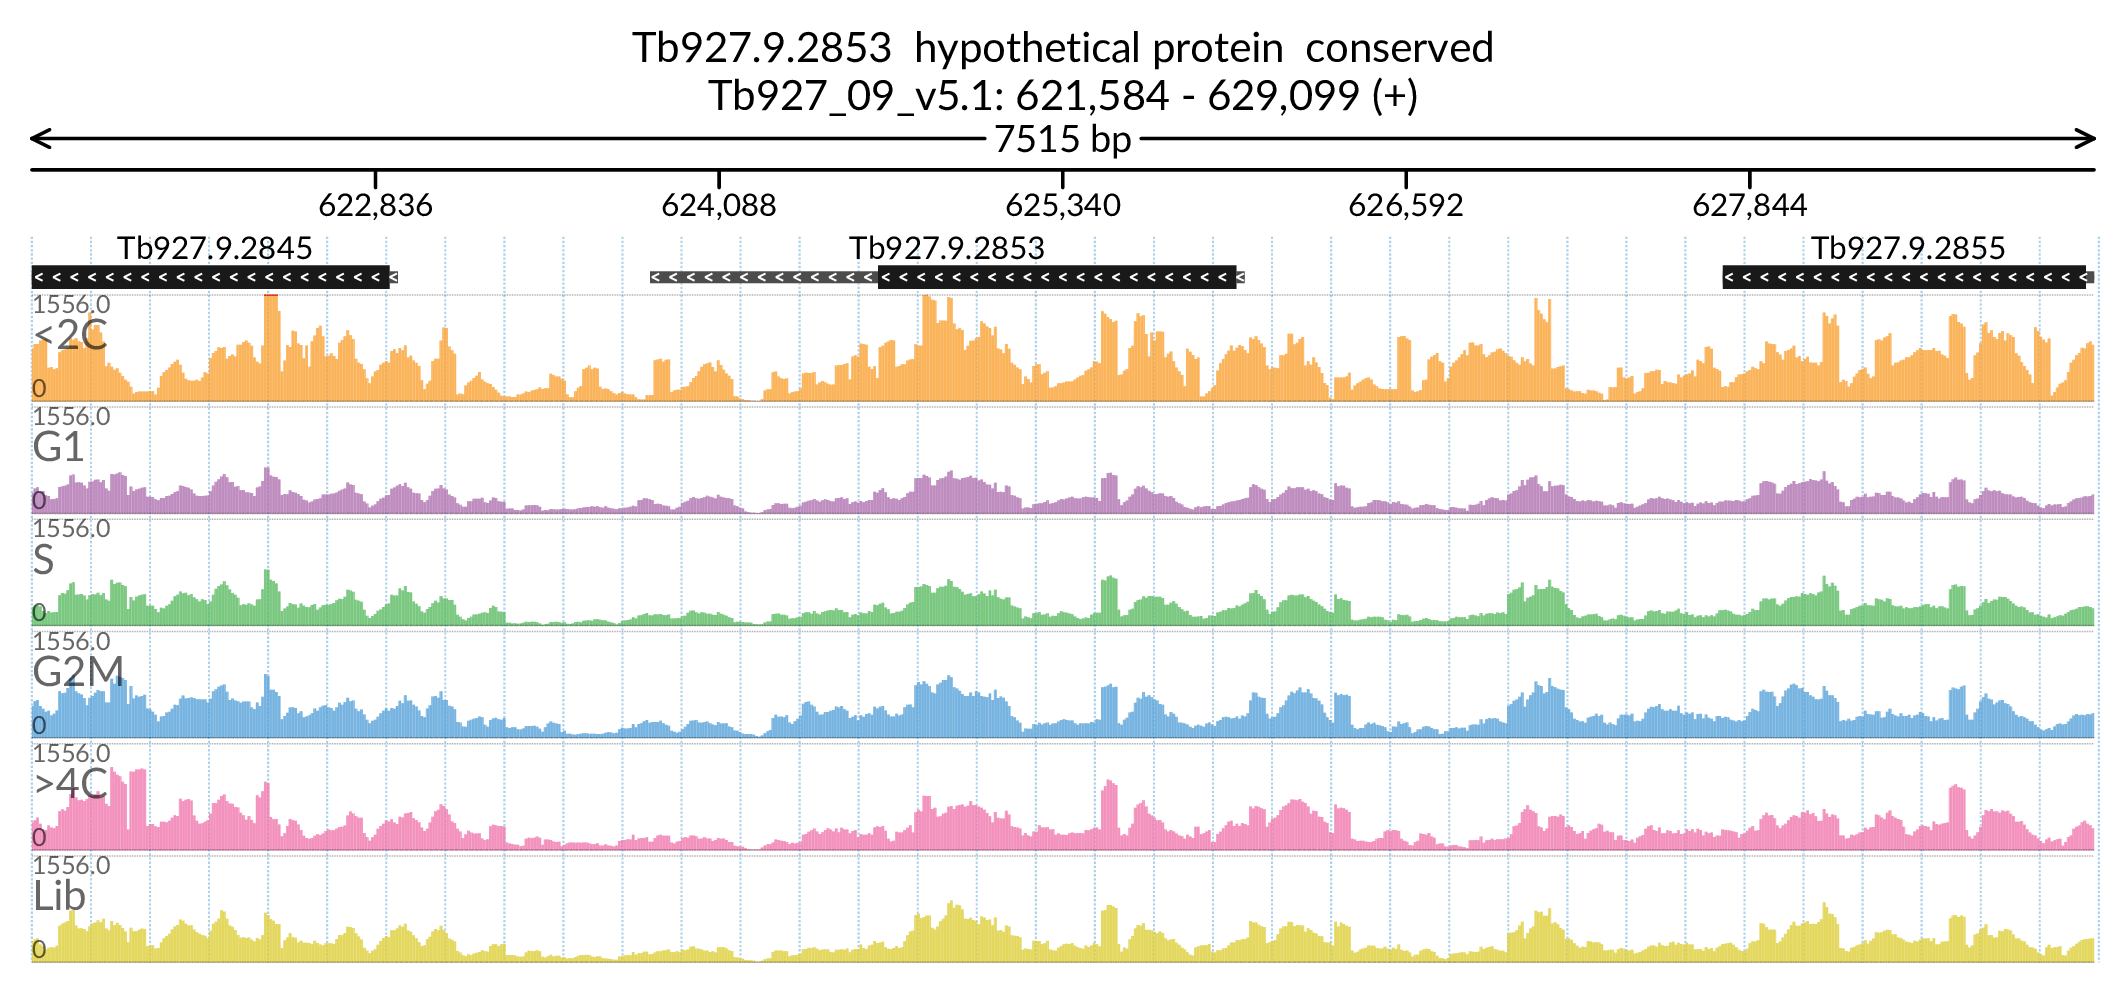 Tb927.9.2853 hypothetical protein conserved
Tb927_09_v5.1: 621,584 - 629,099 (+)
7515 bp
622,836 624,088 625,340 626,592 627,844
Tb927.9.2845 Tb927.9.2853 Tb927.9.2855
1556.0
<2C
0
1556.0
G1
0
1556.0
S
0
1556.0
G2M
0
1556.0
>4C
0
1556.0
Lib
0